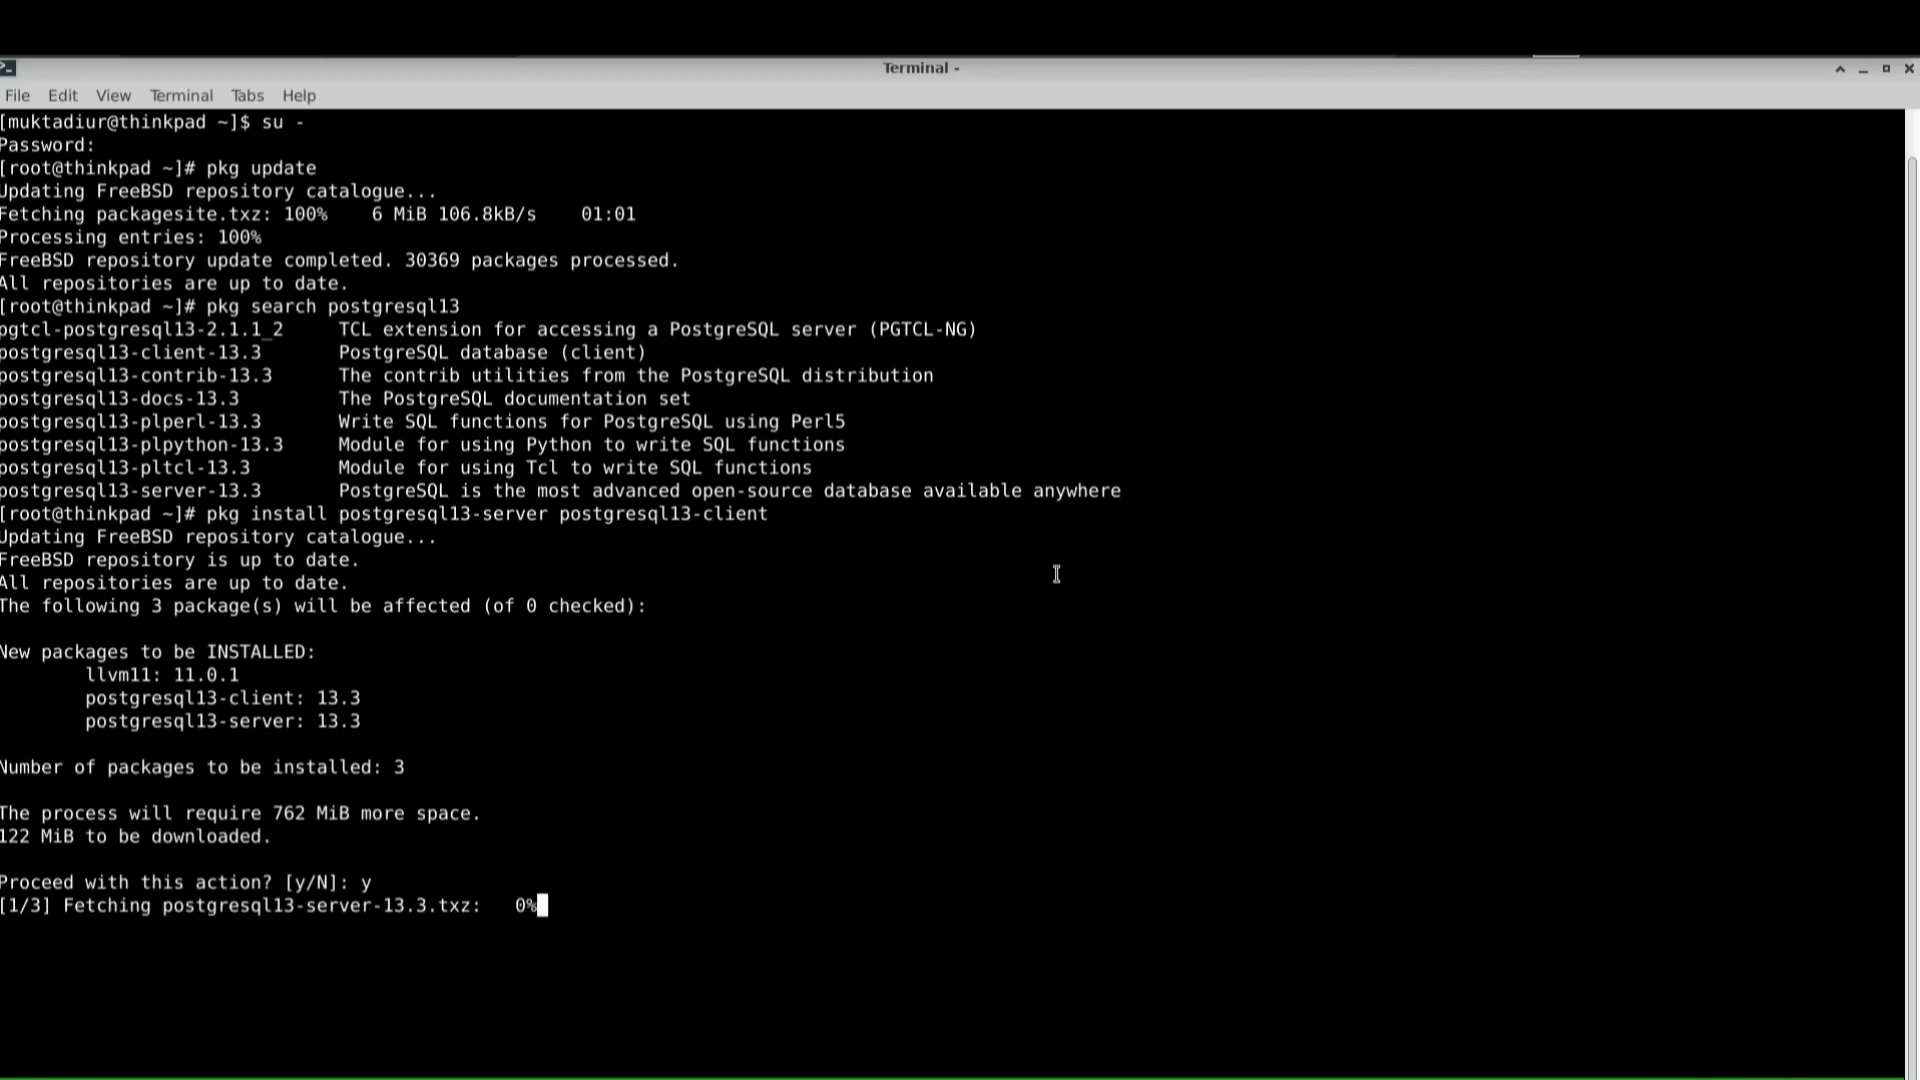 Terminal -
File Edit View Terminal Tabs Help
[muktadiur@thinkpad ~]$ su -
Password:
[root@thinkpad ~]# pkg update
Updating FreeBSD repository catalogue...
Fetching packagesite.txz: 100%    6 MiB 106.8kB/s    01:01
Processing entries: 100%
FreeBSD repository update completed. 30369 packages processed.
All repositories are up to date.
[root@thinkpad ~]# pkg search postgresql13
pgtcl-postgresql13-2.1.1_2     TCL extension for accessing a PostgreSQL server (PGTCL-NG)
postgresql13-client-13.3       PostgreSQL database (client)
postgresql13-contrib-13.3      The contrib utilities from the PostgreSQL distribution
postgresql13-docs-13.3         The PostgreSQL documentation set
postgresql13-plperl-13.3       Write SQL functions for PostgreSQL using Perl5
postgresql13-plpython-13.3     Module for using Python to write SQL functions
postgresql13-pltcl-13.3        Module for using Tcl to write SQL functions
postgresql13-server-13.3       PostgreSQL is the most advanced open-source database available anywhere
[root@thinkpad ~]# pkg install postgresql13-server postgresql13-client
Updating FreeBSD repository catalogue...
FreeBSD repository is up to date.
All repositories are up to date.
The following 3 package(s) will be affected (of 0 checked):
New packages to be INSTALLED:
llvm11: 11.0.1
postgresql13-client: 13.3
postgresql13-server: 13.3
Number of packages to be installed: 3
The process will require 762 MiB more space.
122 MiB to be downloaded.
Proceed with this action? [y/N]: y
[1/3] Fetching postgresql13-server-13.3.txz:   0%